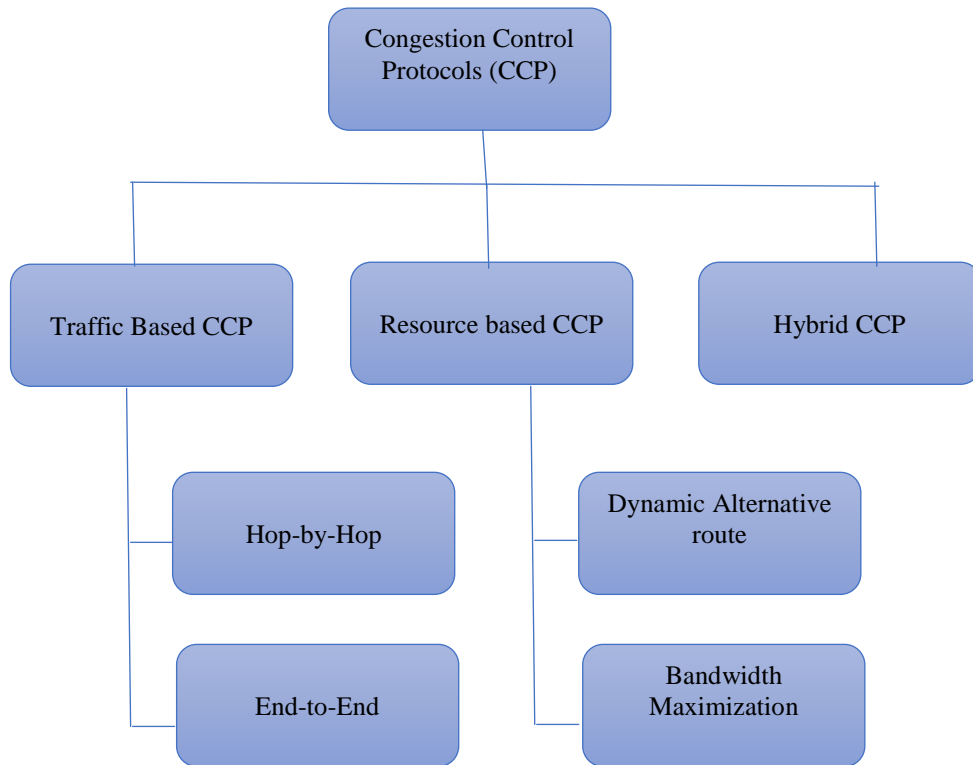 Congestion Control
Protocols (CCP)
Traffic Based CCP
Resource based CCP
Hybrid CCP
Hop-by-Hop
Dynamic Alternative
route
End-to-End
Bandwidth
Maximization